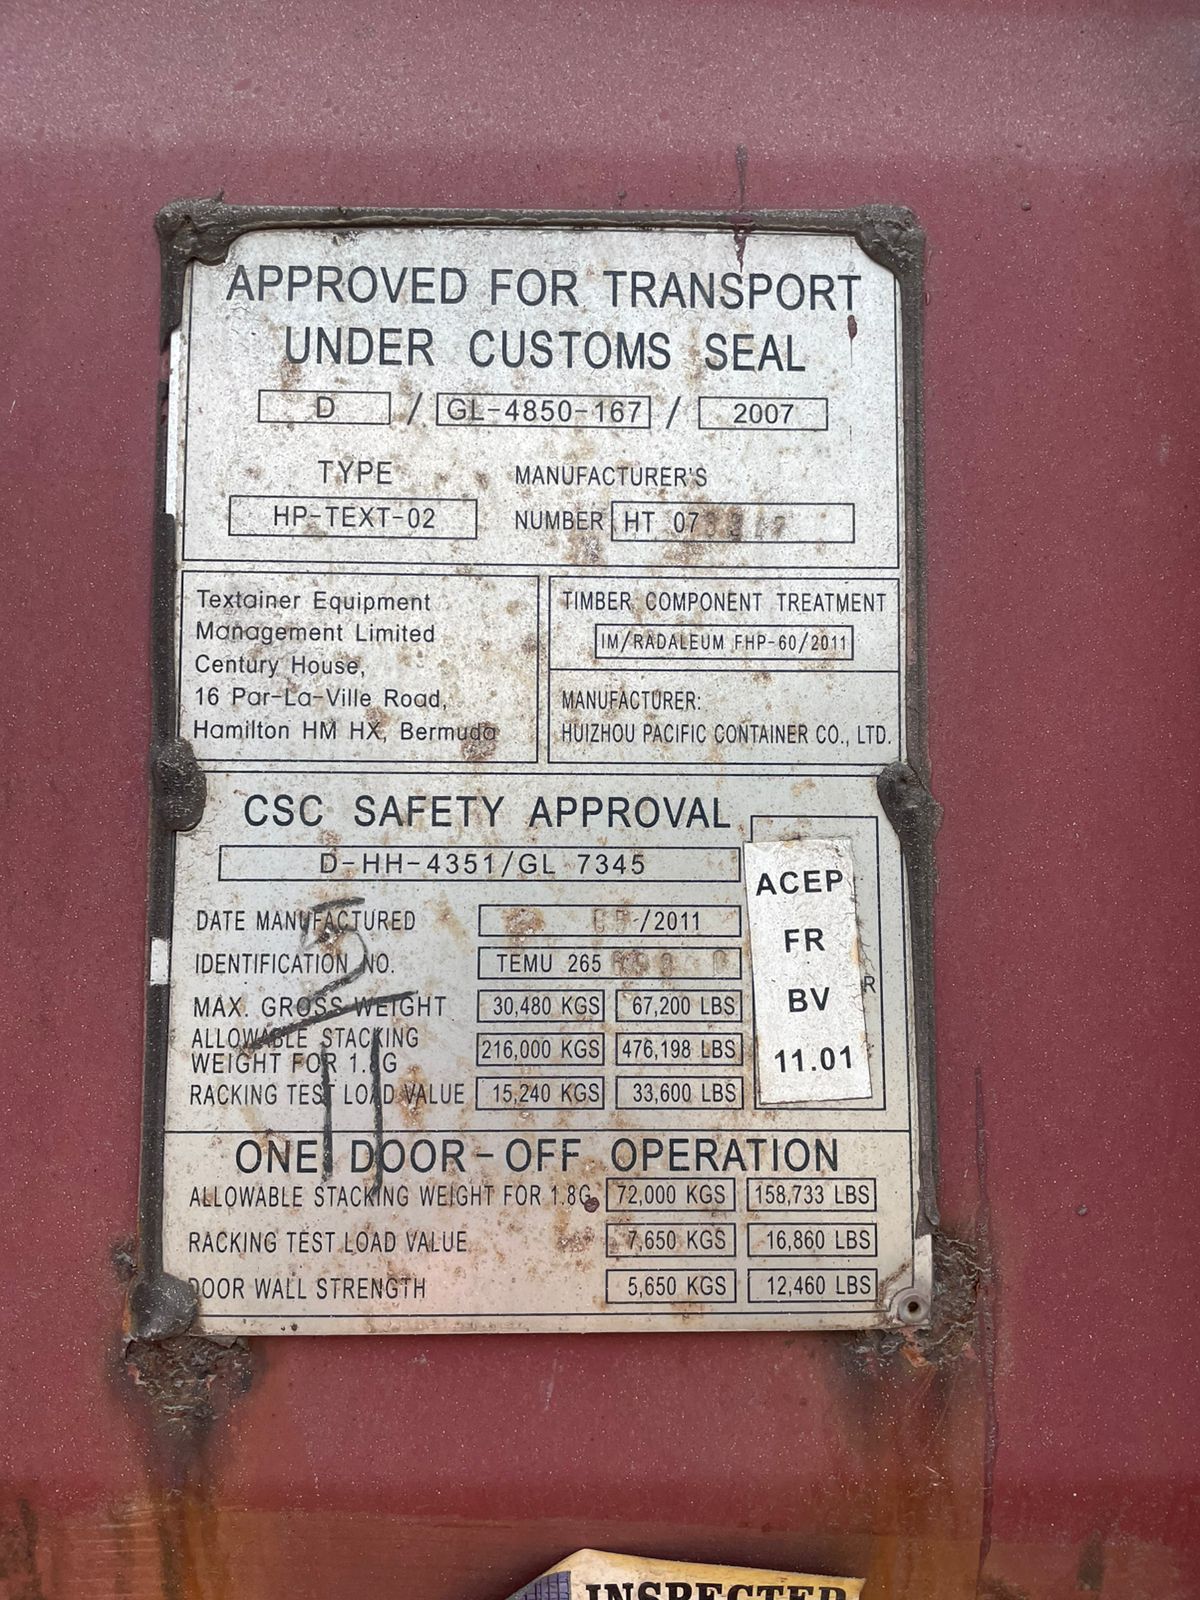 APPROVED FOR TRANSPORT
UNDER CUSTOMS SEAL
D / GL-4850-167 / 2007
TYPE
HP-TEXT-02
MANUFACTURER'S
NUMBER HT 07
Textainer Equipment
Management Limited
Century House,
16 Par-La-Ville Road,
Hamilton HM HX, Bermuda
TIMBER COMPONENT TREATMENT
IM/RADALEUM FHP-60/2011
MANUFACTURER:
HUIZHOU PACIFIC CONTAINER CO., LTD.
CSC SAFETY APPROVAL
D-HH-4351/GL 7345
DATE MANUFACTURED /2011
IDENTIFICATION NO. TEMU 265
MAX. GROSS WEIGHT 30,480 KGS 67,200 LBS
ALLOWABLE STACKING
WEIGHT FOR 1.8G 216,000 KGS 476,198 LBS
RACKING TEST LOAD VALUE 15,240 KGS 33,600 LBS
5
11
ACEP
FR
BV
11.01
R
ONE DOOR-OFF OPERATION
ALLOWABLE STACKING WEIGHT FOR 1.8G 72,000 KGS 158,733 LBS
RACKING TEST LOAD VALUE 7,650 KGS 16,860 LBS
DOOR WALL STRENGTH 5,650 KGS 12,460 LBS
INSPECTED